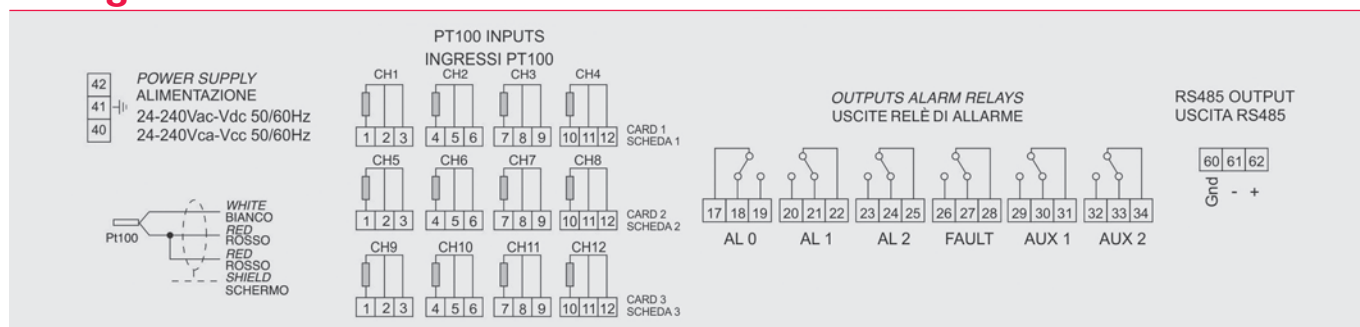 42
41
40
POWER SUPPLY
ALIMENTAZIONE
24-240Vac-Vdc 50/60Hz
24-240Vca-Vcc 50/60Hz
WHITE
BIANCO
RED
ROSSO
RED
ROSSO
SHIELD
SCHERMO
Pt100
PT100 INPUTS
INGRESSI PT100
CH1 CH2 CH3 CH4
1 2 3 4 5 6 7 8 9 10 11 12
CARD 1
SCHEDA 1
CH5 CH6 CH7 CH8
1 2 3 4 5 6 7 8 9 10 11 12
CARD 2
SCHEDA 2
CH9 CH10 CH11 CH12
1 2 3 4 5 6 7 8 9 10 11 12
CARD 3
SCHEDA 3
OUTPUTS ALARM RELAYS
USCITE RELÈ DI ALLARME
17 18 19 20 21 22 23 24 25 26 27 28 29 30 31 32 33 34
AL 0 AL 1 AL 2 FAULT AUX 1 AUX 2
RS485 OUTPUT
USCITA RS485
60 61 62
Gnd - +